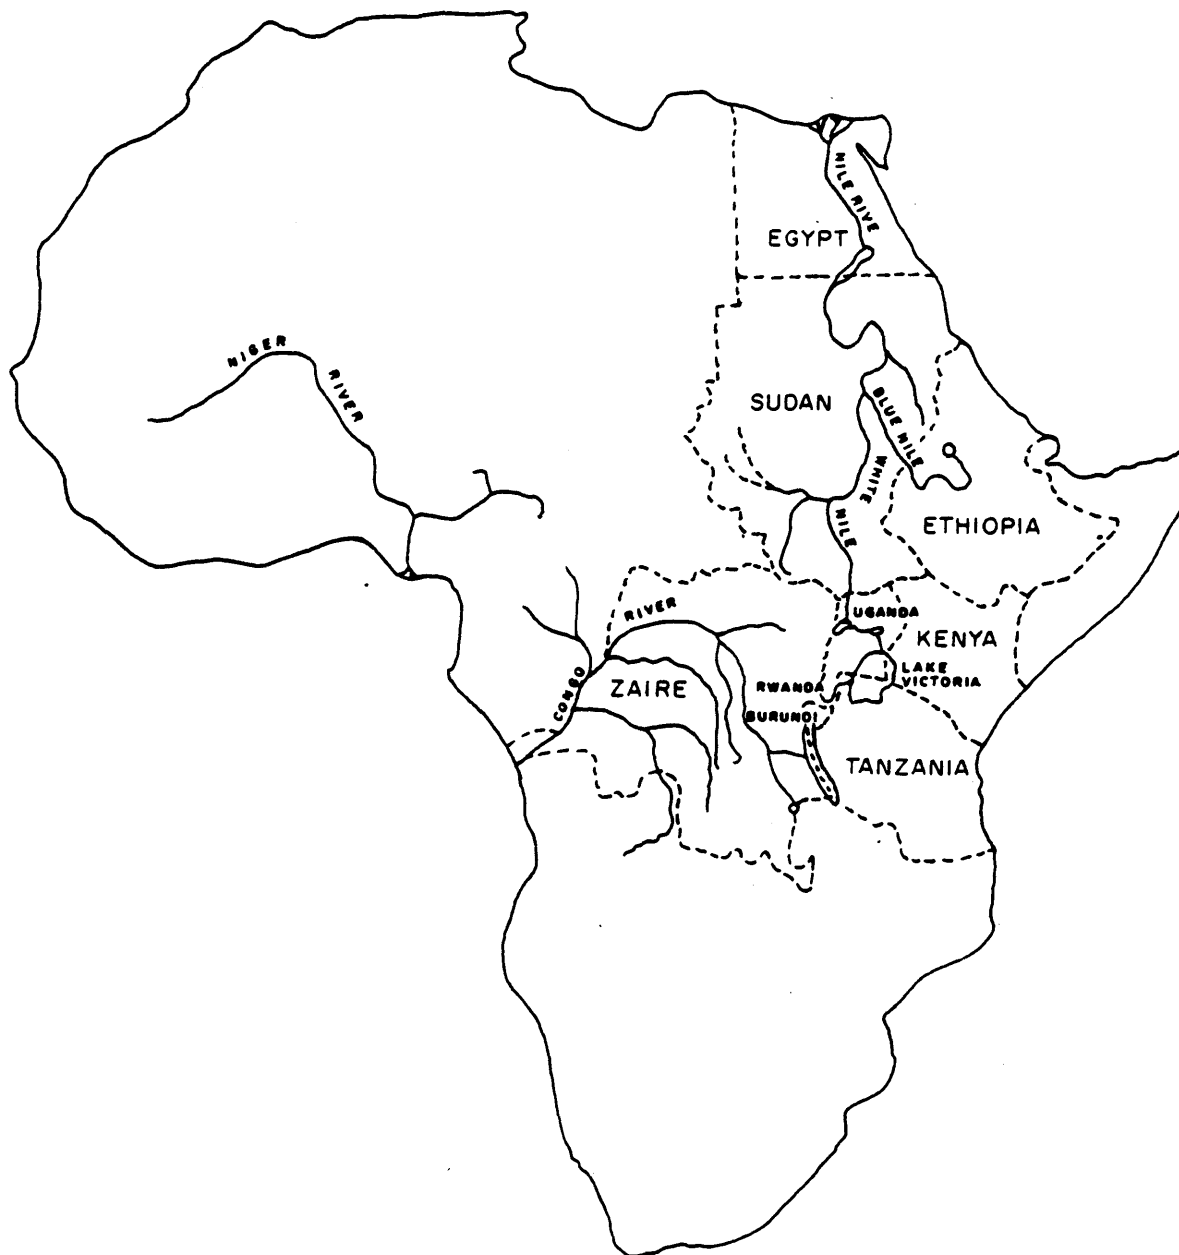 NILE RIVE
EGYPT
NIGER
RIVER
SUDAN
BLUE NILE
WHITE
NILE
ETHIOPIA
RIVER
UGANDA
KENYA
LAKE
VICTORIA
CONGO
ZAIRE
RWANDA
BURUNDI
TANZANIA